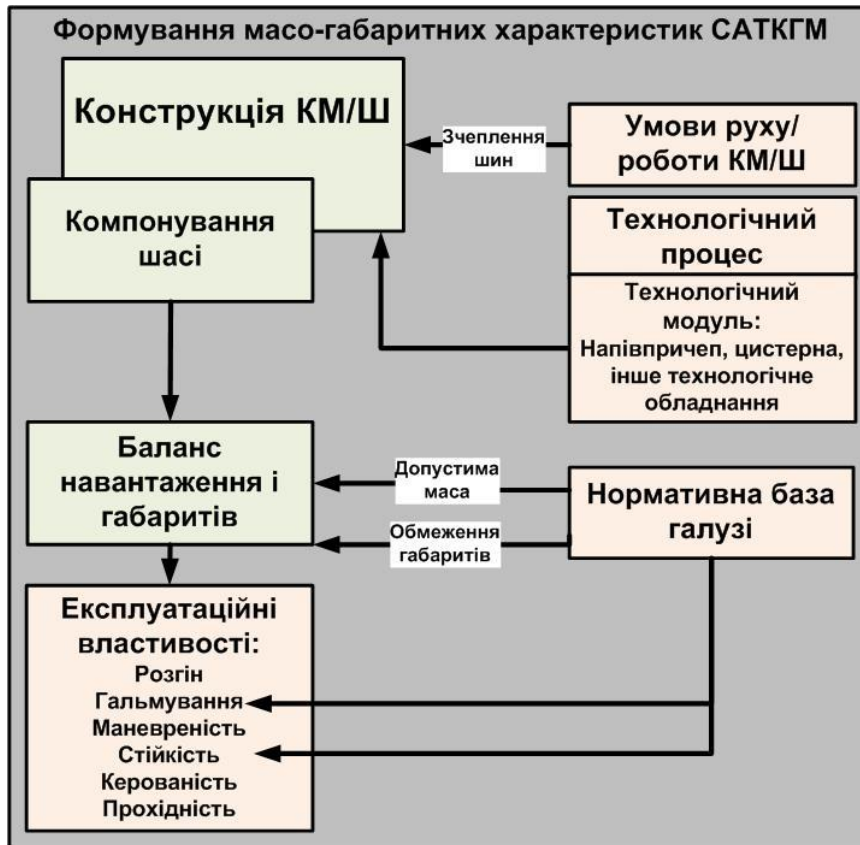 Формування масо-габаритних характеристик САТКГМ
Конструкція КМ/Ш
Компонування
шасі
Зчеплення
шин
Умови руху/
роботи КМ/Ш
Технологічний
процес
Технологічний
модуль:
Напівпричеп, цистерна,
інше технологічне
обладнання
Баланс
навантаження і
габаритів
Допустима
маса
Обмеження
габаритів
Нормативна база
галузі
Експлуатаційні
властивості:
Розгін
Гальмування
Маневреність
Стійкість
Керованість
Прохідність